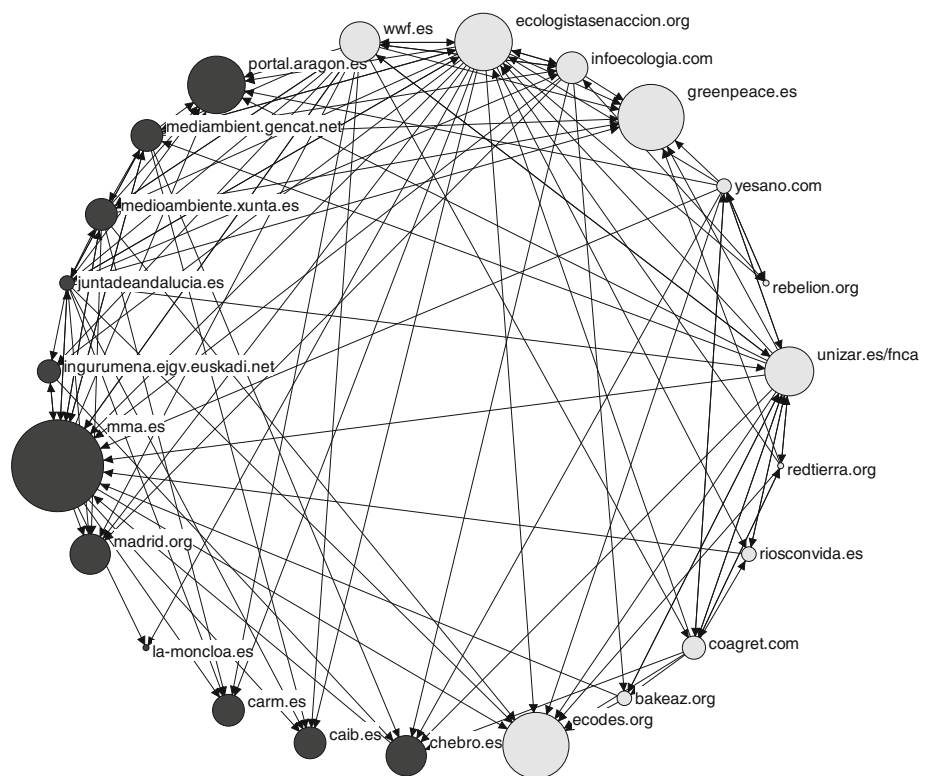 ecologistasenaccion.org
wwf.es
infoecologia.com
portal.aragon.es
greenpeace.es
mediambient.gencat.net
yesano.com
medioambiente.xunta.es
juntadeandalucia.es
rebelion.org
unizar.es/fnca
ingurumena.ejgv.euskadi.net
mma.es
redtierra.org
madrid.org
riosconvida.es
coagret.com
la-moncloa.es
bakeaz.org
carm.es
ecodes.org
caib.es
chebro.es